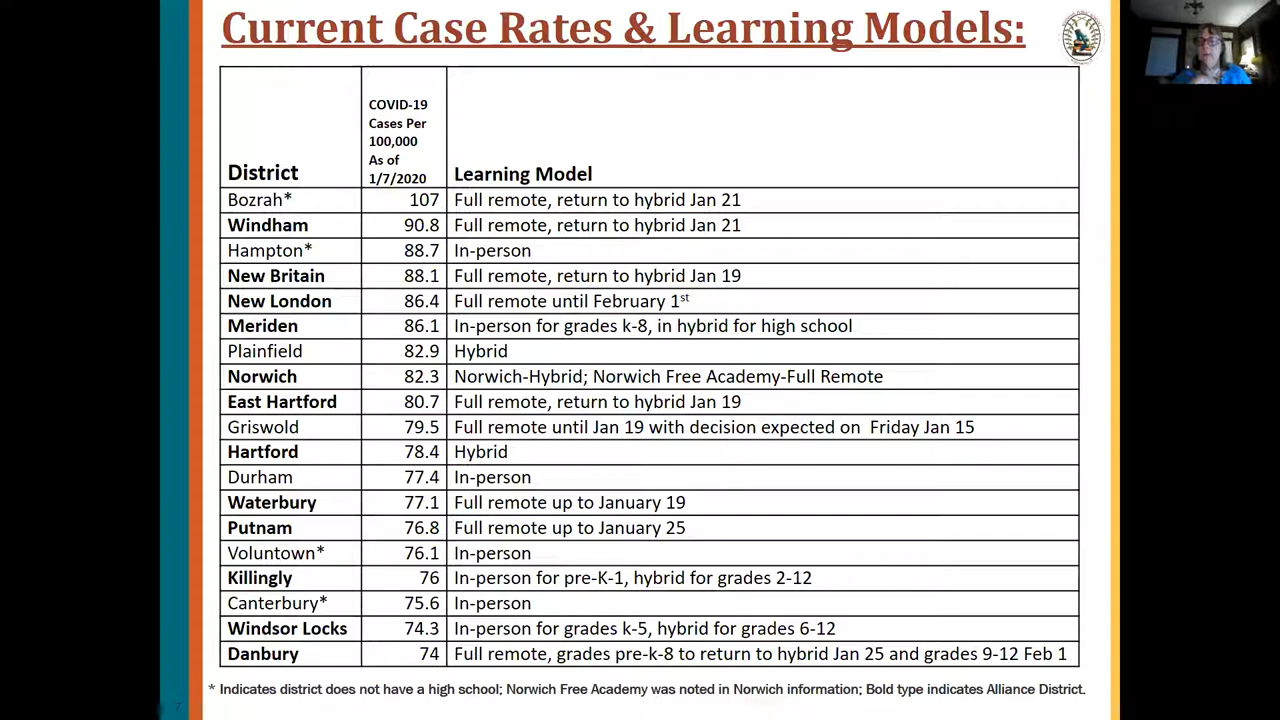 Current Case Rates & Learning Models:
District
COVID-19
Cases Per
100,000
As of
1/7/2020
Learning Model
Bozrah* 107 Full remote, return to hybrid Jan 21
Windham 90.8 Full remote, return to hybrid Jan 21
Hampton* 88.7 In-person
New Britain 88.1 Full remote, return to hybrid Jan 19
New London 86.4 Full remote until February 1st
Meriden 86.1 In-person for grades k-8, in hybrid for high school
Plainfield 82.9 Hybrid
Norwich 82.3 Norwich-Hybrid; Norwich Free Academy-Full Remote
East Hartford 80.7 Full remote, return to hybrid Jan 19
Griswold 79.5 Full remote until Jan 19 with decision expected on Friday Jan 15
Hartford 78.4 Hybrid
Durham 77.4 In-person
Waterbury 77.1 Full remote up to January 19
Putnam 76.8 Full remote up to January 25
Voluntown* 76.1 In-person
Killingly 76 In-person for pre-K-1, hybrid for grades 2-12
Canterbury* 75.6 In-person
Windsor Locks 74.3 In-person for grades k-5, hybrid for grades 6-12
Danbury 74 Full remote, grades pre-k-8 to return to hybrid Jan 25 and grades 9-12 Feb 1
* Indicates district does not have a high school; Norwich Free Academy was noted in Norwich information; Bold type indicates Alliance District.
7